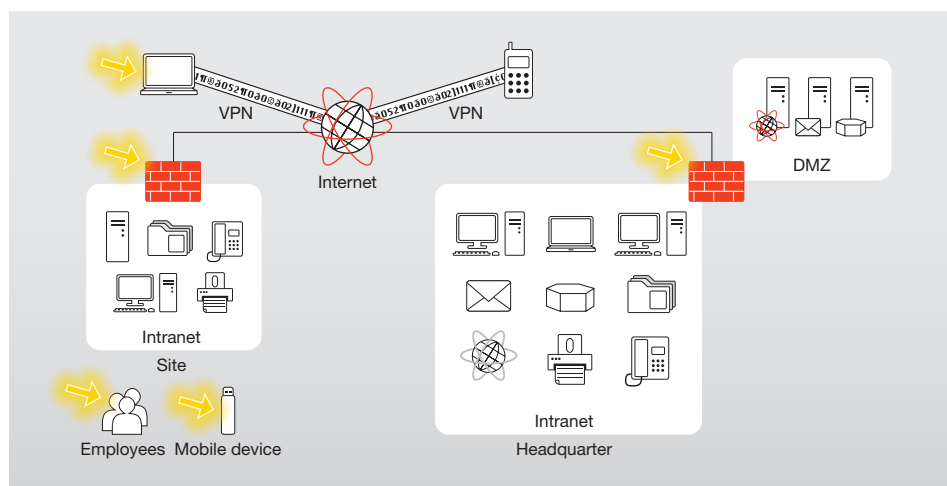 VPN
VPN
Internet
DMZ
Intranet
Site
Employees
Mobile device
Intranet
Headquarter